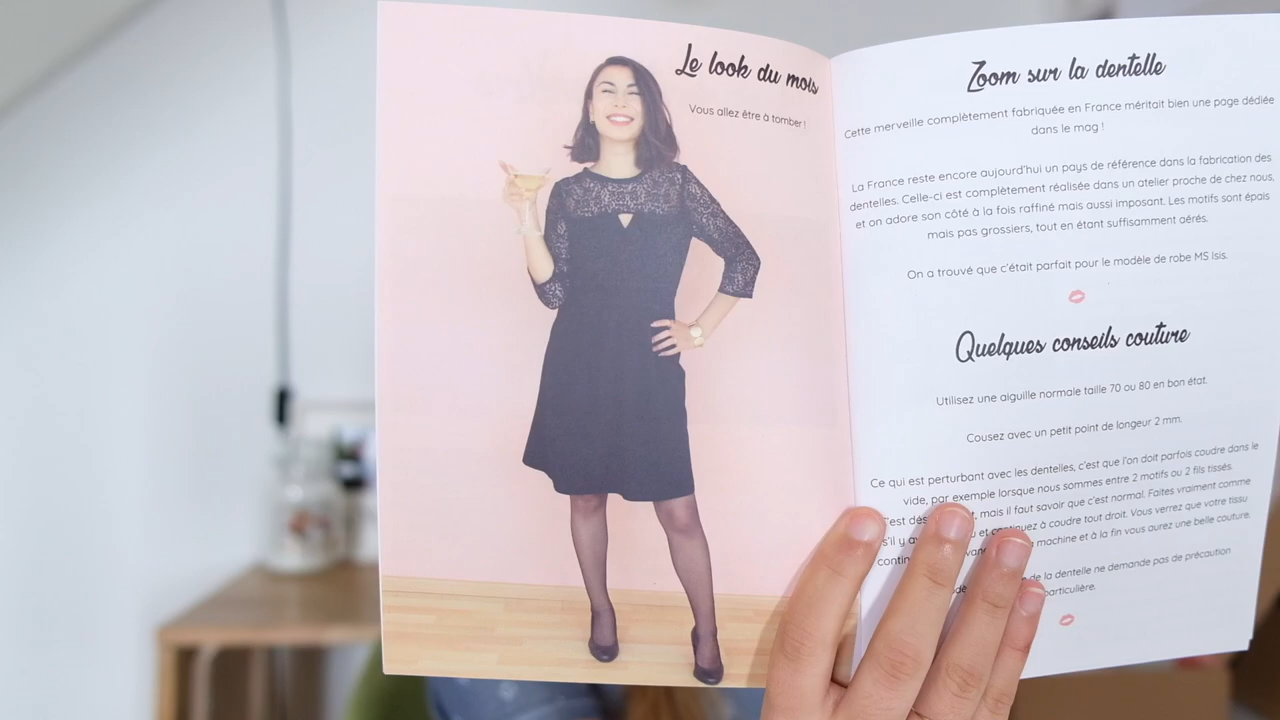 Le look du mois
Vous allez être à tomber !
Zoom sur la dentelle
Cette merveille complètement fabriquée en France méritait bien une page dédiée
dans le mag !
La France reste encore aujourd'hui un pays de référence dans la fabrication des
dentelles. Celle-ci est complètement réalisée dans un atelier proche de chez nous,
et on adore son côté à la fois raffiné mais aussi imposant. Les motifs sont épais
mais pas grossiers, tout en étant suffisamment aérés.
On a trouvé que c'était parfait pour le modèle de robe MS Isis.
Quelques conseils couture
Utilisez une aiguille normale taille 70 ou 80 en bon état.
Cousez avec un petit point de longeur 2 mm.
Ce qui est perturbant avec les dentelles, c'est que l'on doit parfois coudre dans le
vide, par exemple lorsque nous sommes entre 2 motifs ou 2 fils tissés.
C'est mais il faut savoir que c'est normal. Faites vraiment comme
s'il y et continuez à coudre tout droit. Vous verrez que votre tissu
machine et à la fin vous aurez une belle couture.
de la dentelle ne demande pas de précaution
particulière.